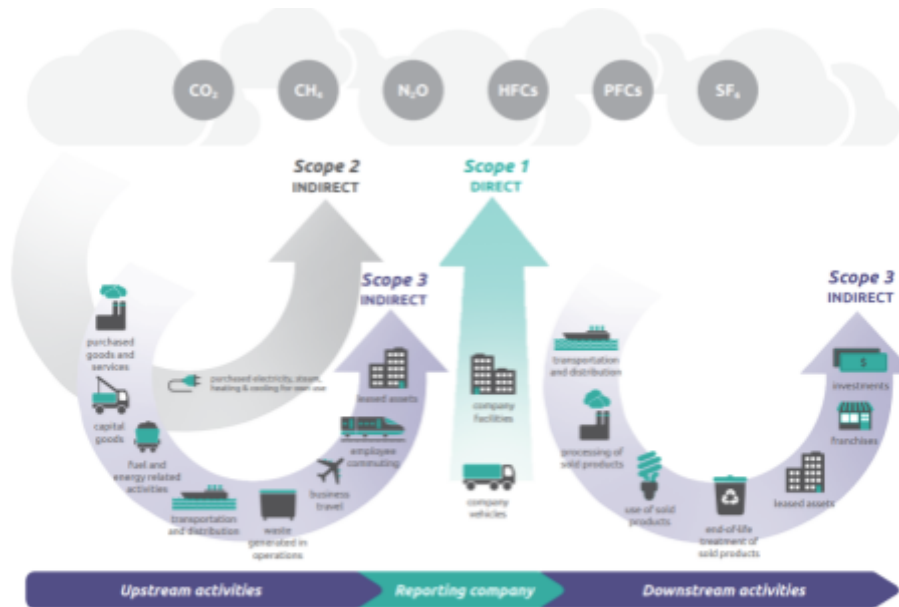 CO₂
CH₄
N₂O
HFCs
PFCs
SF₆
Scope 2
INDIRECT
Scope 1
DIRECT
Scope 3
INDIRECT
Scope 3
INDIRECT
purchased
goods and
services
capital
goods
fuel and
energy related
activities
transportation
and distribution
waste
generated in
operations
business
travel
employee
commuting
leased assets
purchased electricity, steam,
heating & cooling for own use
company
facilities
company
vehicles
transportation
and distribution
processing of
sold products
use of sold
products
end-of-life
treatment of
sold products
leased assets
franchises
$
investments
Upstream activities
Reporting company
Downstream activities